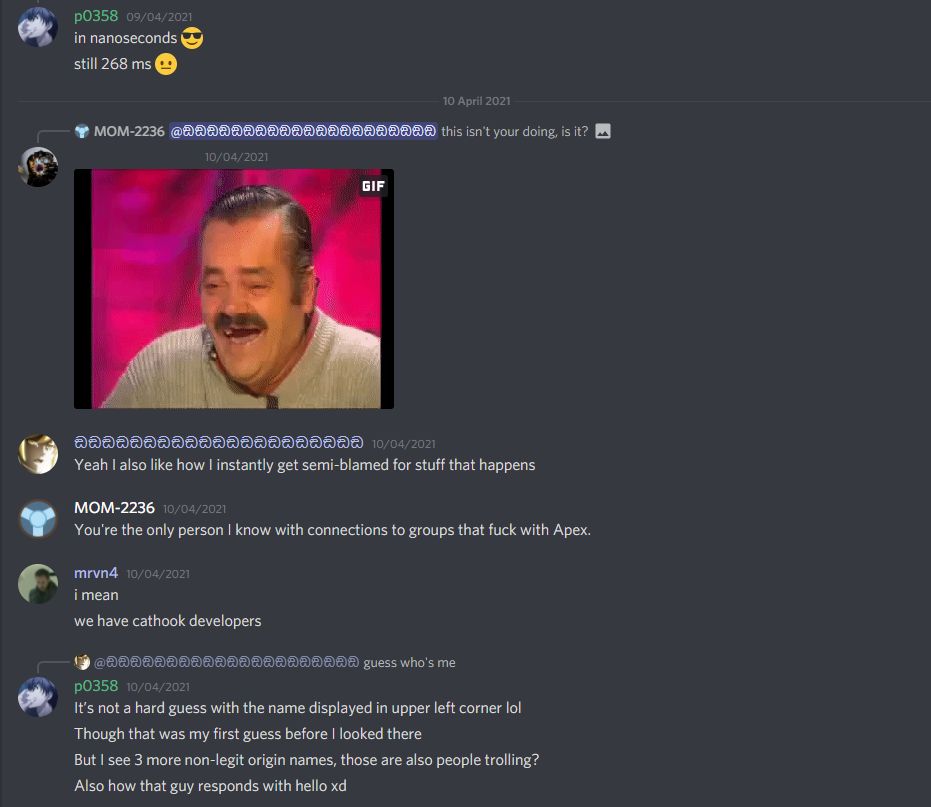 p0358 09/04/2021
in nanoseconds 😎
still 268 ms 😐
10 April 2021
MOM-2236 @ඞඞඞඞඞඞඞඞඞඞඞඞඞඞඞඞඞඞඞඞඞ this isn't your doing, is it?
10/04/2021
GIF
ඞඞඞඞඞඞඞඞඞඞඞඞඞඞඞඞඞඞඞඞඞ 10/04/2021
Yeah I also like how I instantly get semi-blamed for stuff that happens
MOM-2236 10/04/2021
You're the only person I know with connections to groups that fuck with Apex.
mrvn4 10/04/2021
i mean
we have cathook developers
@ඞඞඞඞඞඞඞඞඞඞඞඞඞඞඞඞඞඞඞඞඞ guess who's me
p0358 10/04/2021
It's not a hard guess with the name displayed in upper left corner lol
Though that was my first guess before I looked there
But I see 3 more non-legit origin names, those are also people trolling?
Also how that guy responds with hello xd